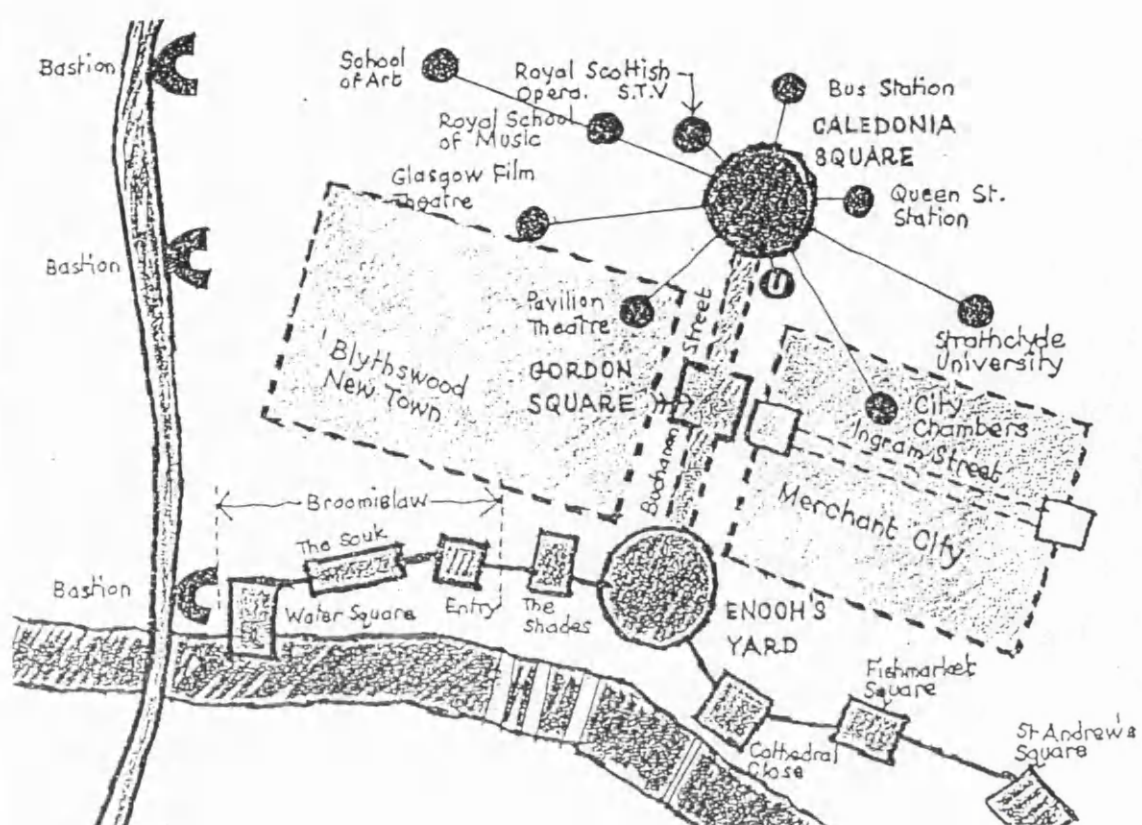 Bastion
School
of Art
Royal Scottish
Opera. S.T.V
Bus Station
CALEDONIA
SQUARE
Royal School
of Music
Glasgow Film
Theatre
Queen St.
Station
Bastion
Pavilion
Theatre
Street
Strathclyde
University
Blythswood
New Town
GORDON
SQUARE
U
City
Chambers
Ingram Street
Buchanan
Merchant City
Broomislaw
The Souk
Bastion
Water Square
Entry
The
Shades
ENOOH'S
YARD
Fishmarket
Square
Cathedral
Close
St Andrew's
Square